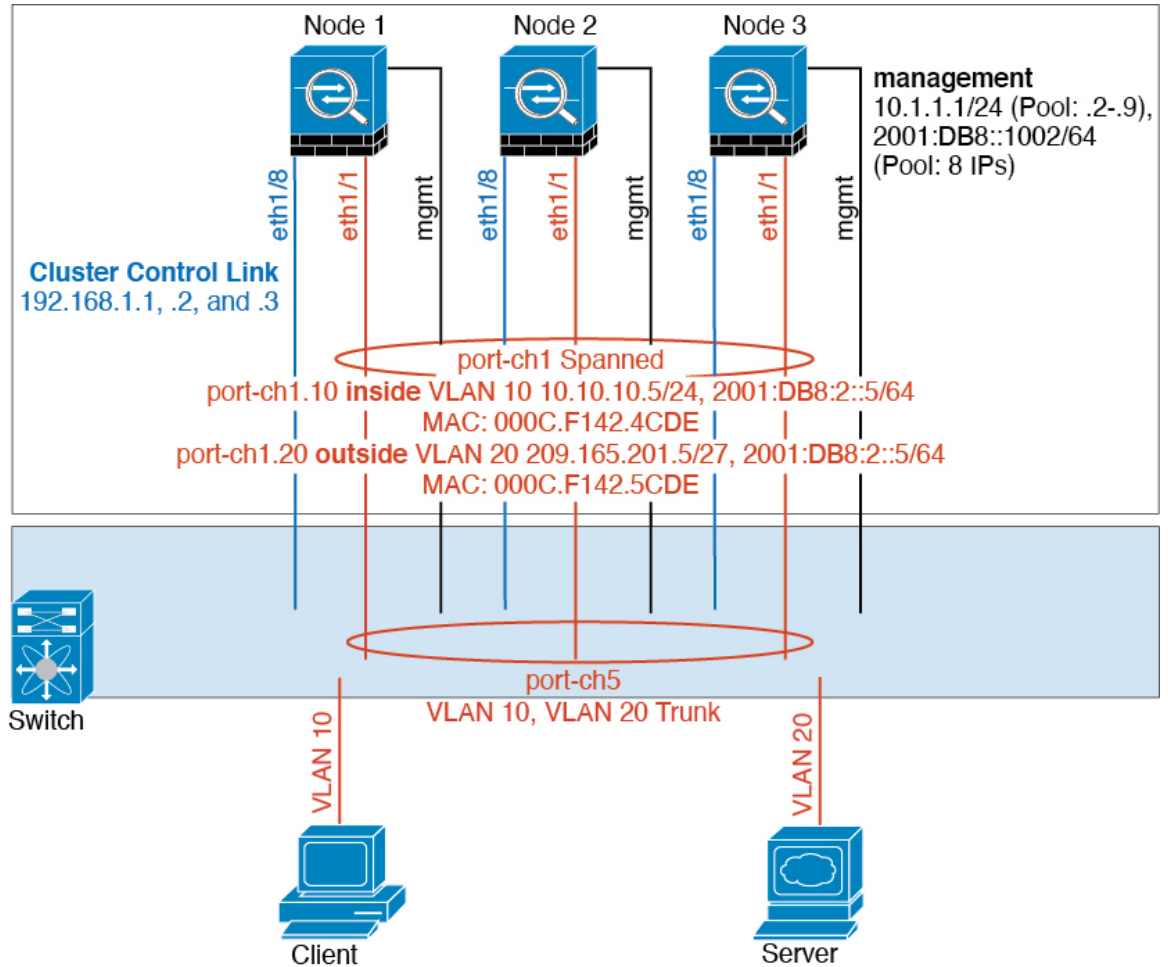 Node 1
Node 2
Node 3
management
10.1.1.1/24 (Pool: .2-.9),
2001:DB8::1002/64
(Pool: 8 IPs)
eth1/8
eth1/1
mgmt
eth1/8
eth1/1
mgmt
eth1/8
eth1/1
mgmt
Cluster Control Link
192.168.1.1, .2, and .3
port-ch1 Spanned
port-ch1.10 inside VLAN 10 10.10.10.5/24, 2001:DB8:2::5/64
MAC: 000C.F142.4CDE
port-ch1.20 outside VLAN 20 209.165.201.5/27, 2001:DB8:2::5/64
MAC: 000C.F142.5CDE
port-ch5
Switch
VLAN 10, VLAN 20 Trunk
VLAN 10
VLAN 20
Client
Server